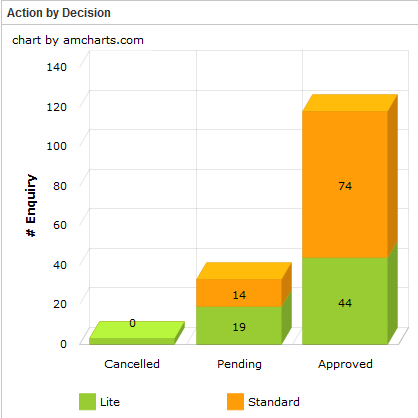 Action by Decision
chart by amcharts.com
140
120
100
80
60
40
20
0
# Enquiry
0
14
19
74
44
Cancelled Pending Approved
Lite Standard